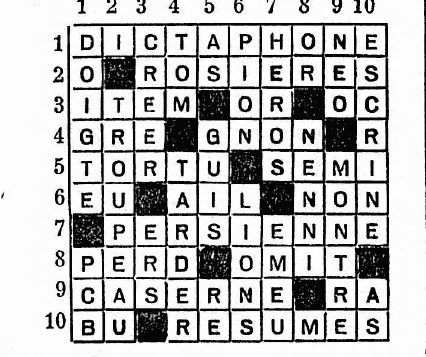 1 2 3 4 5 6 7 8 9 10
1 D I C T A P H O N E
2 O R O S I E R E S
3 I T E M O R O C
4 G R E G N O N R
5 T O R T U S E M I
6 E U A I L N O N
7 P E R S I E N N E
8 P E R D O M I T
9 C A S E R N E R A
10 B U R E S U M E S